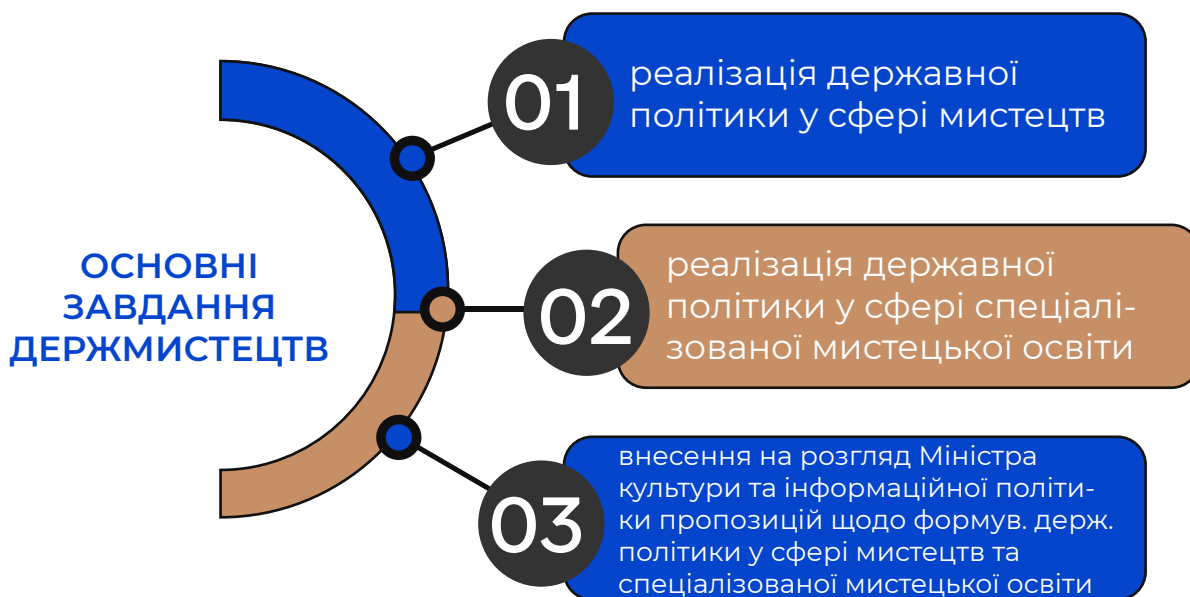 ОСНОВНІ
ЗАВДАННЯ
ДЕРЖМИСТЕЦТВ
01
реалізація державної
політики у сфері мистецтв
02
реалізація державної
політики у сфері спеціалі-
зованої мистецької освіти
03
внесення на розгляд Міністра
культури та інформаційної політи-
ки пропозицій щодо формув. держ.
політики у сфері мистецтв та
спеціалізованої мистецької освіти